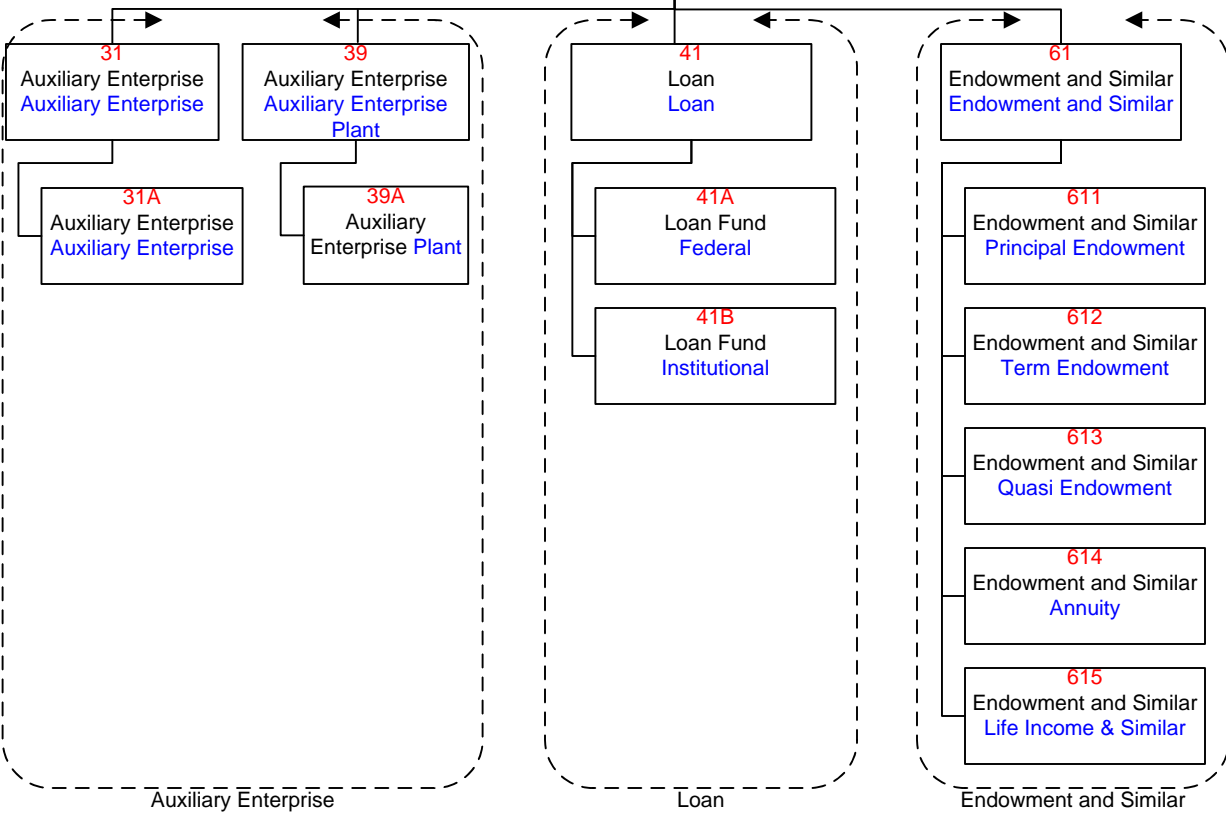 31
Auxiliary Enterprise
Auxiliary Enterprise
39
Auxiliary Enterprise
Auxiliary Enterprise
Plant
31A
Auxiliary Enterprise
Auxiliary Enterprise
39A
Auxiliary
Enterprise Plant
Auxiliary Enterprise
41
Loan
Loan
41A
Loan Fund
Federal
41B
Loan Fund
Institutional
Loan
61
Endowment and Similar
Endowment and Similar
611
Endowment and Similar
Principal Endowment
612
Endowment and Similar
Term Endowment
613
Endowment and Similar
Quasi Endowment
614
Endowment and Similar
Annuity
615
Endowment and Similar
Life Income & Similar
Endowment and Similar